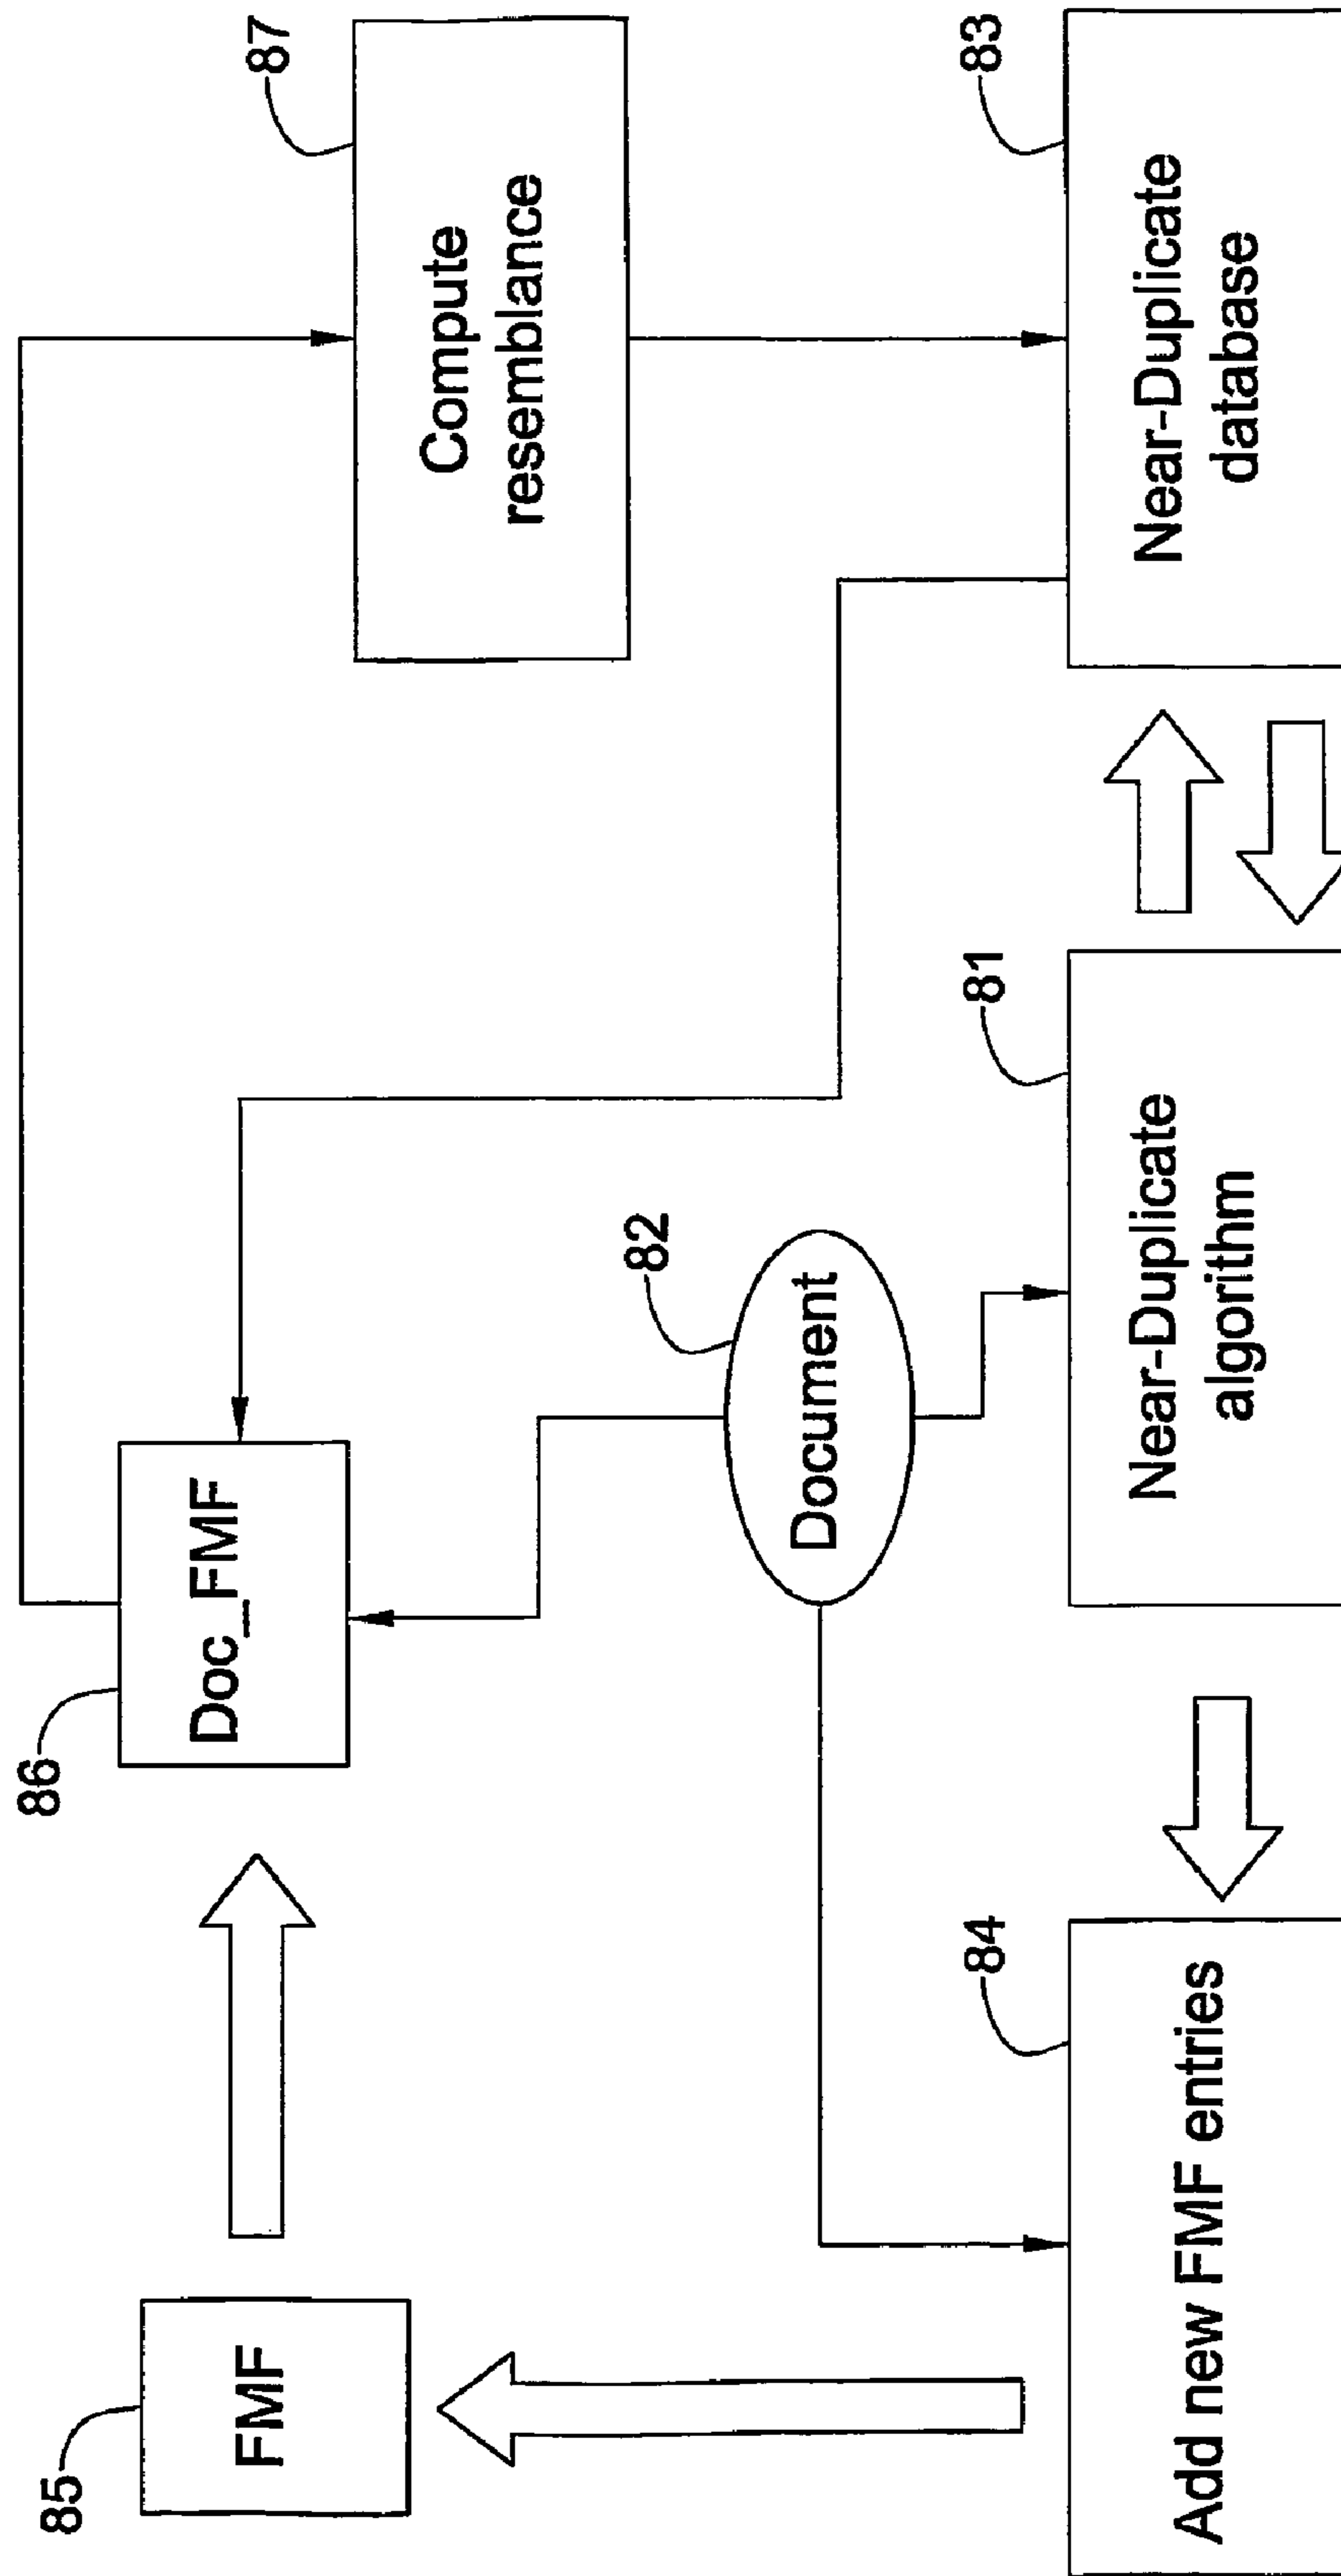 85
FMF
86
Doc_FMF
87
Compute
resemblance
82
Document
84
Add new FMF entries
81
Near-Duplicate
algorithm
83
Near-Duplicate
database